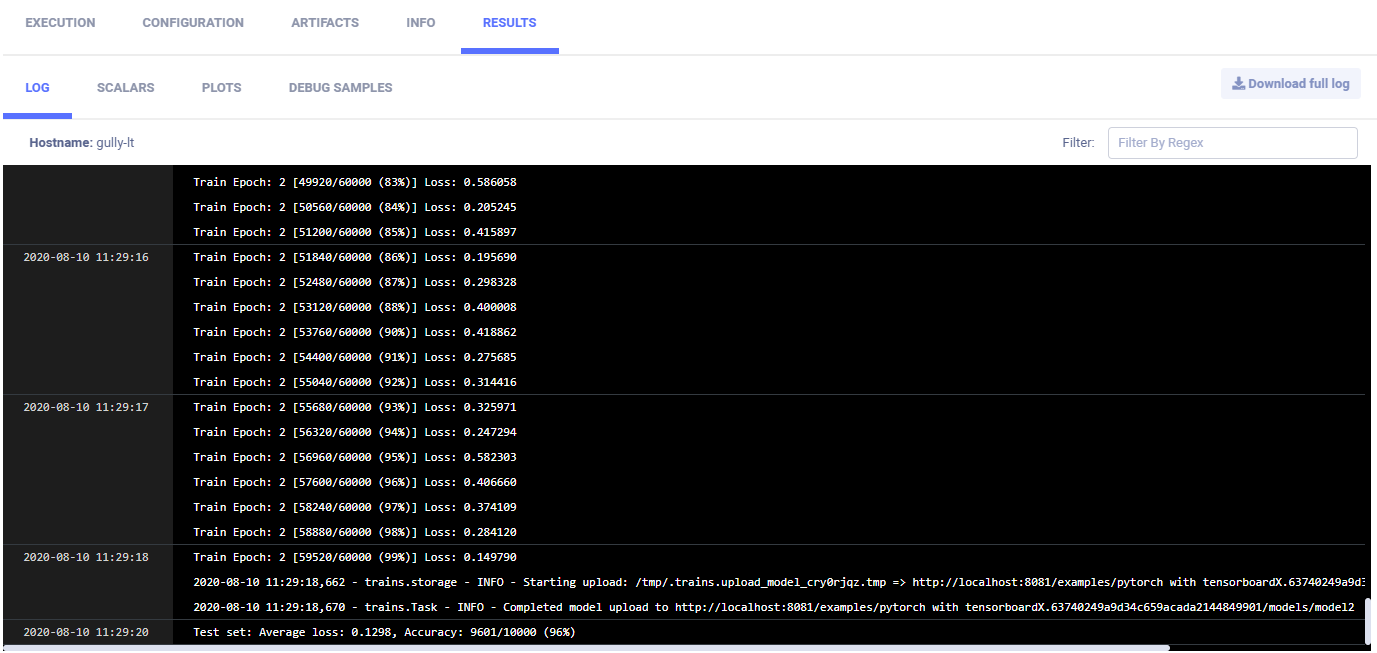 EXECUTION CONFIGURATION ARTIFACTS INFO RESULTS
LOG SCALARS PLOTS DEBUG SAMPLES Download full log
Hostname: gully-lt Filter: Filter By Regex
Train Epoch: 2 [49920/60000 (83%)] Loss: 0.586058
Train Epoch: 2 [50560/60000 (84%)] Loss: 0.205245
Train Epoch: 2 [51200/60000 (85%)] Loss: 0.415897
2020-08-10 11:29:16 Train Epoch: 2 [51840/60000 (86%)] Loss: 0.195690
Train Epoch: 2 [52480/60000 (87%)] Loss: 0.298328
Train Epoch: 2 [53120/60000 (88%)] Loss: 0.400008
Train Epoch: 2 [53760/60000 (90%)] Loss: 0.418862
Train Epoch: 2 [54400/60000 (91%)] Loss: 0.275685
Train Epoch: 2 [55040/60000 (92%)] Loss: 0.314416
2020-08-10 11:29:17 Train Epoch: 2 [55680/60000 (93%)] Loss: 0.325971
Train Epoch: 2 [56320/60000 (94%)] Loss: 0.247294
Train Epoch: 2 [56960/60000 (95%)] Loss: 0.582303
Train Epoch: 2 [57600/60000 (96%)] Loss: 0.406660
Train Epoch: 2 [58240/60000 (97%)] Loss: 0.374109
Train Epoch: 2 [58880/60000 (98%)] Loss: 0.284120
2020-08-10 11:29:18 Train Epoch: 2 [59520/60000 (99%)] Loss: 0.149790
2020-08-10 11:29:18,662 - trains.storage - INFO - Starting upload: /tmp/.trains.upload_model_cry0rjqz.tmp => http://localhost:8081/examples/pytorch with tensorboardX.63740249a9d3
2020-08-10 11:29:18,670 - trains.Task - INFO - Completed model upload to http://localhost:8081/examples/pytorch with tensorboardX.63740249a9d34c659acada2144849901/models/model2
2020-08-10 11:29:20 Test set: Average loss: 0.1298, Accuracy: 9601/10000 (96%)